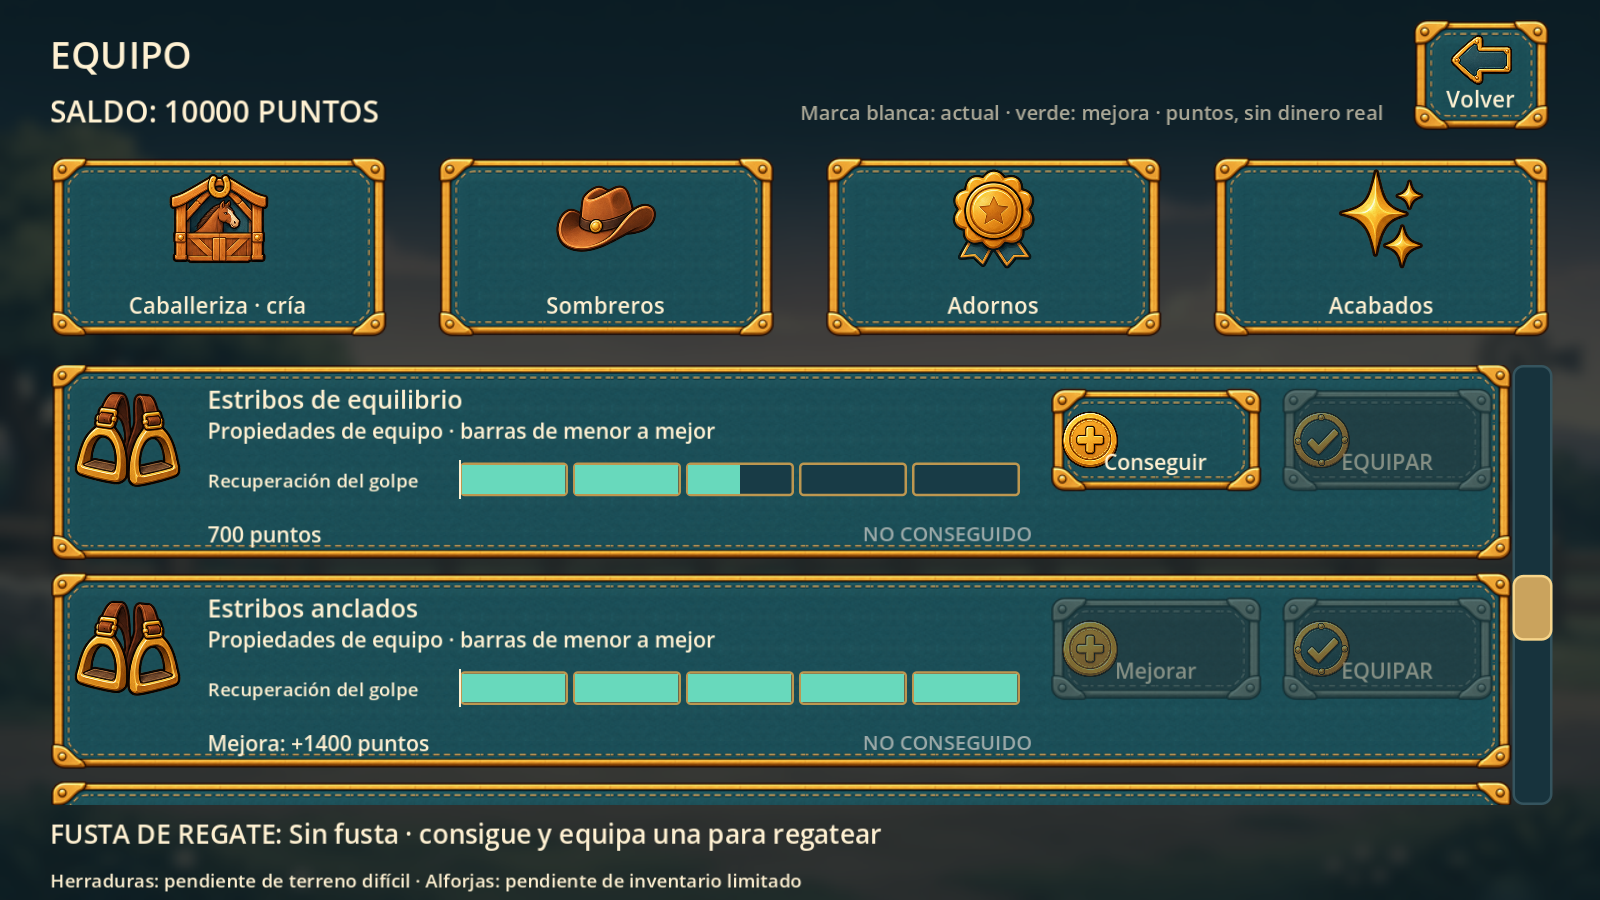 EQUIPO
Volver
SALDO: 10000 PUNTOS
Marca blanca: actual · verde: mejora · puntos, sin dinero real
Caballeriza · cría
Sombreros
Adornos
Acabados
Estribos de equilibrio
Propiedades de equipo · barras de menor a mejor
Recuperación del golpe
Conseguir
EQUIPAR
700 puntos
NO CONSEGUIDO
Estribos anclados
Propiedades de equipo · barras de menor a mejor
Recuperación del golpe
Mejorar
EQUIPAR
Mejora: +1400 puntos
NO CONSEGUIDO
FUSTA DE REGATE: Sin fusta · consigue y equipa una para regatear
Herraduras: pendiente de terreno difícil · Alforjas: pendiente de inventario limitado